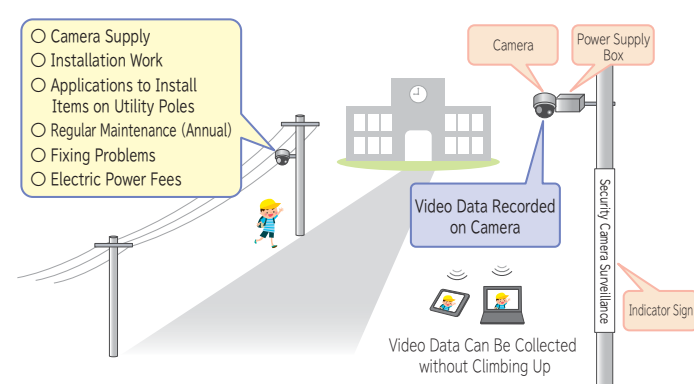 ○ Camera Supply
○ Installation Work
○ Applications to Install
Items on Utility Poles
○ Regular Maintenance (Annual)
○ Fixing Problems
○ Electric Power Fees
Camera
Power Supply
Box
Video Data Recorded
on Camera
Security Camera Surveillance
Indicator Sign
Video Data Can Be Collected
without Climbing Up